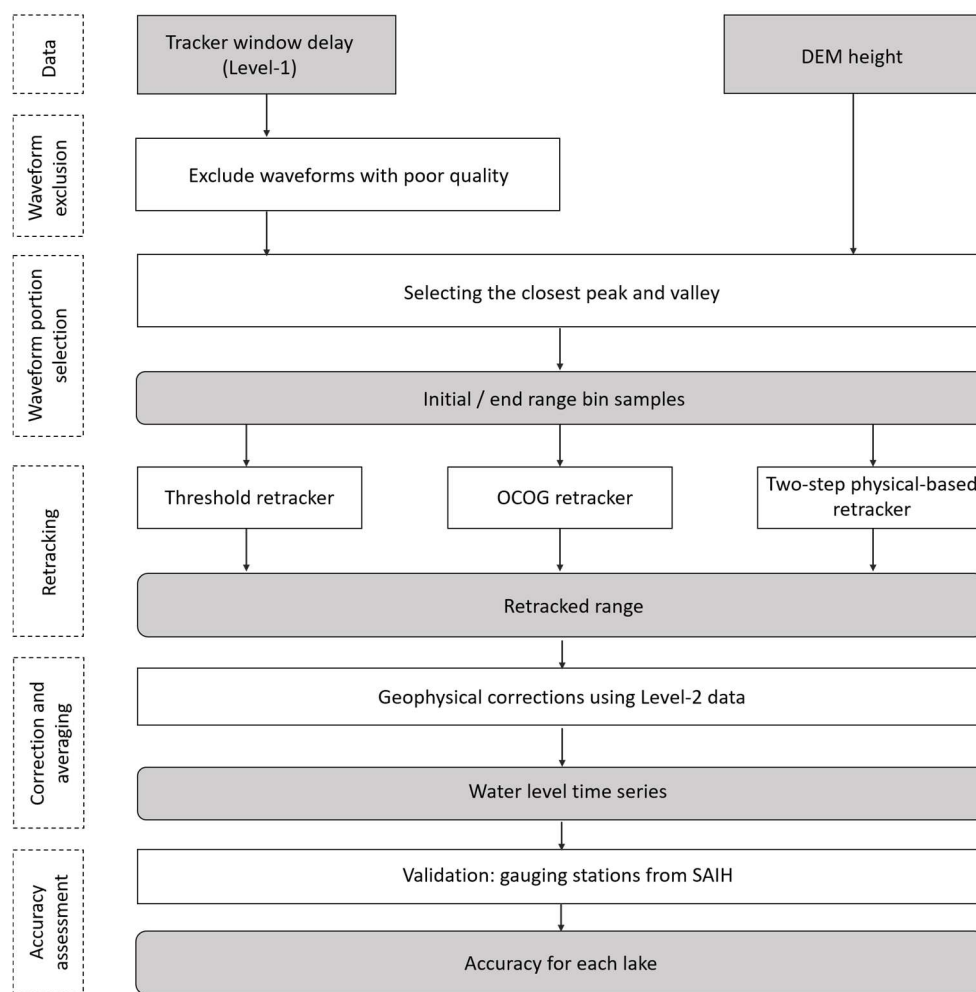 Data
Tracker window delay
(Level-1)
DEM height
Waveform
exclusion
Exclude waveforms with poor quality
Waveform portion
selection
Selecting the closest peak and valley
Initial / end range bin samples
Retracking
Threshold retracker
OCOG retracker
Two-step physical-based
retracker
Retracked range
Correction and
averaging
Geophysical corrections using Level-2 data
Water level time series
Accuracy
assessment
Validation: gauging stations from SAIH
Accuracy for each lake